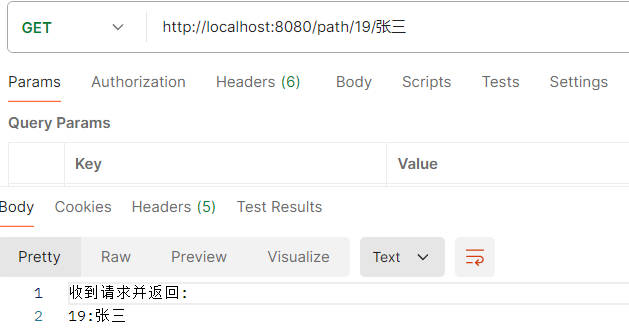 GET http://localhost:8080/path/19/张三
Params Authorization Headers (6) Body Scripts Tests Settings
Query Params
Key Value
Body Cookies Headers (5) Test Results
Pretty Raw Preview Visualize Text
1 收到请求并返回:
2 19:张三